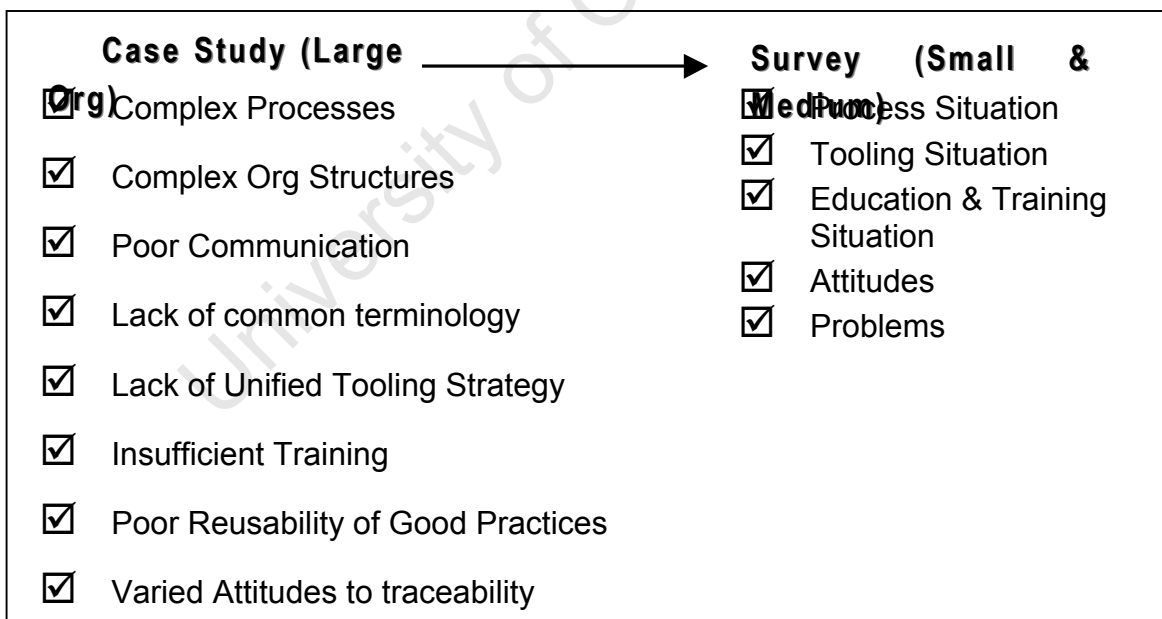 Case Study (Large
Org)
Complex Processes
Complex Org Structures
Poor Communication
Lack of common terminology
Lack of Unified Tooling Strategy
Insufficient Training
Poor Reusability of Good Practices
Varied Attitudes to traceability
Survey (Small &
Medium)
Process Situation
Tooling Situation
Education & Training
Situation
Attitudes
Problems
University of C